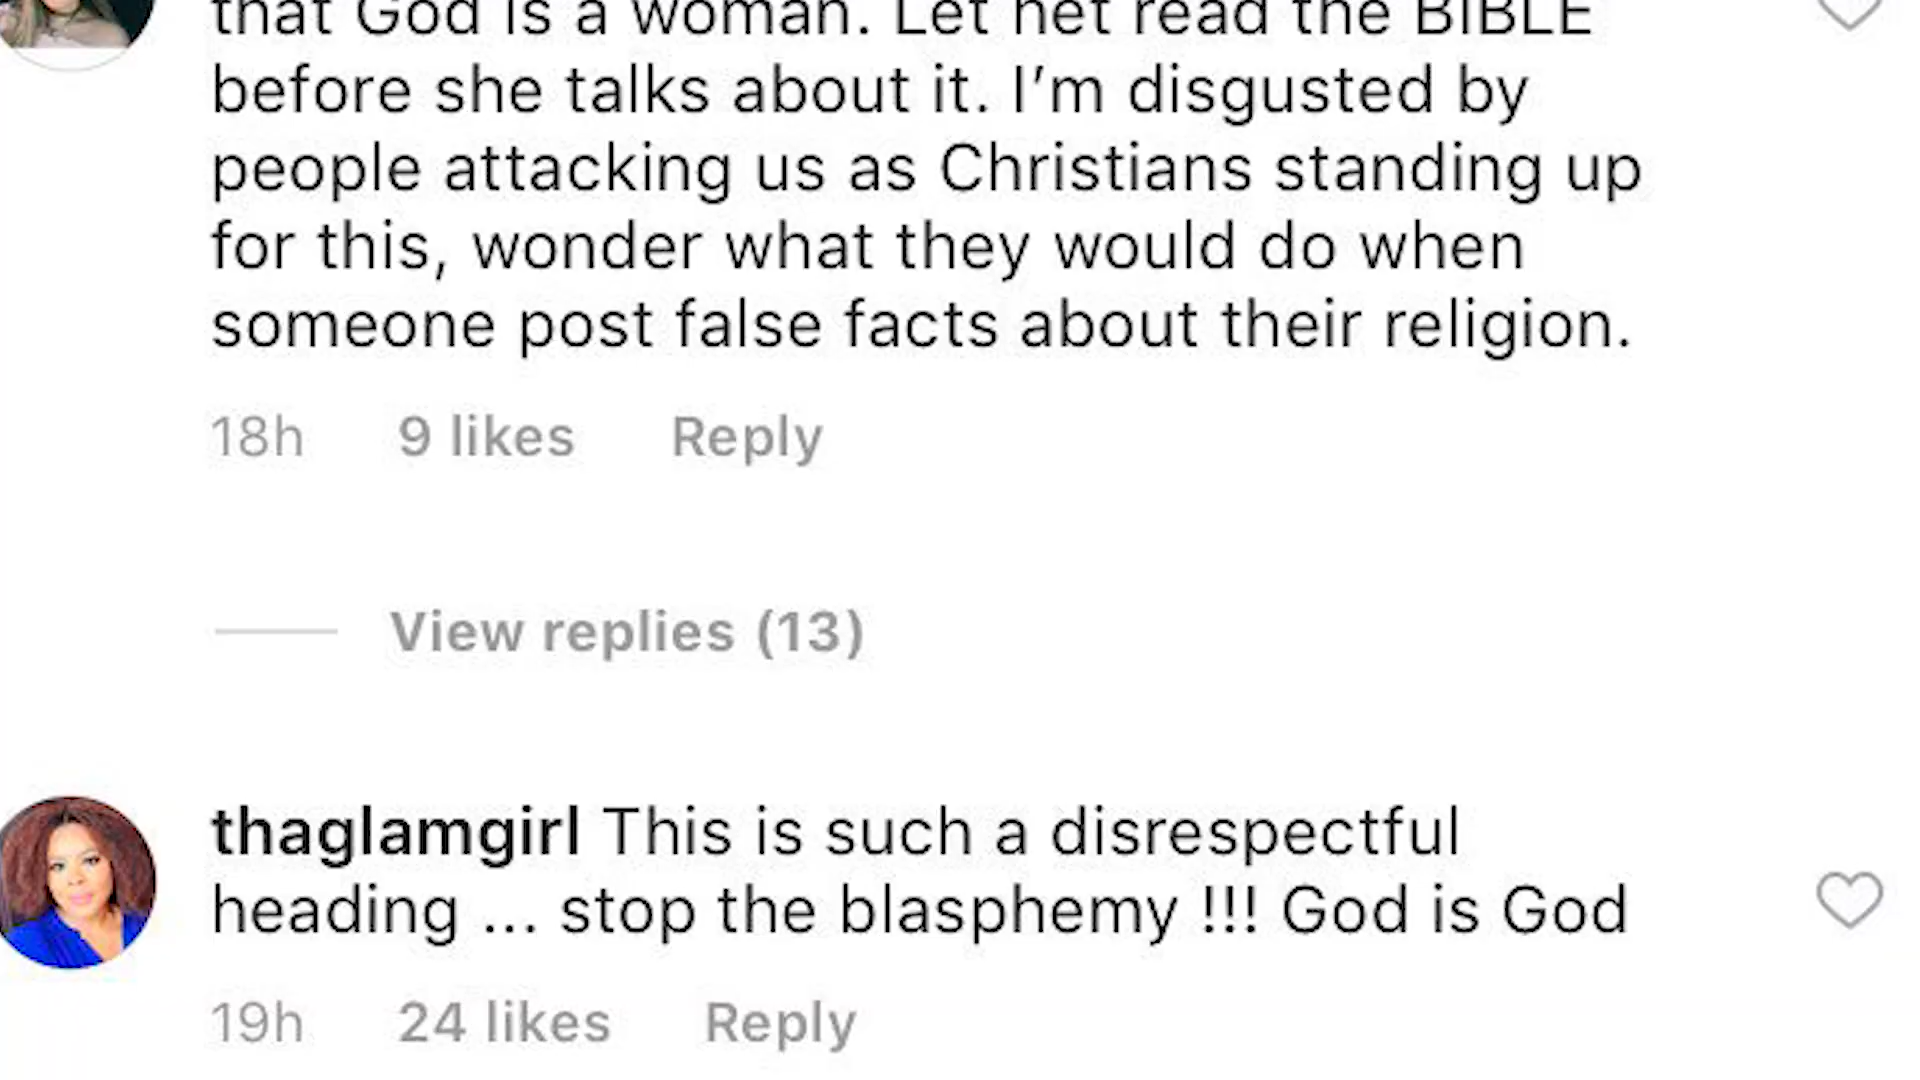 that God is a woman. Let het read the BIBLE
before she talks about it. I’m disgusted by
people attacking us as Christians standing up
for this, wonder what they would do when
someone post false facts about their religion.
18h 9 likes Reply
View replies (13)
thaglamgirl This is such a disrespectful
heading ... stop the blasphemy !!! God is God
19h 24 likes Reply